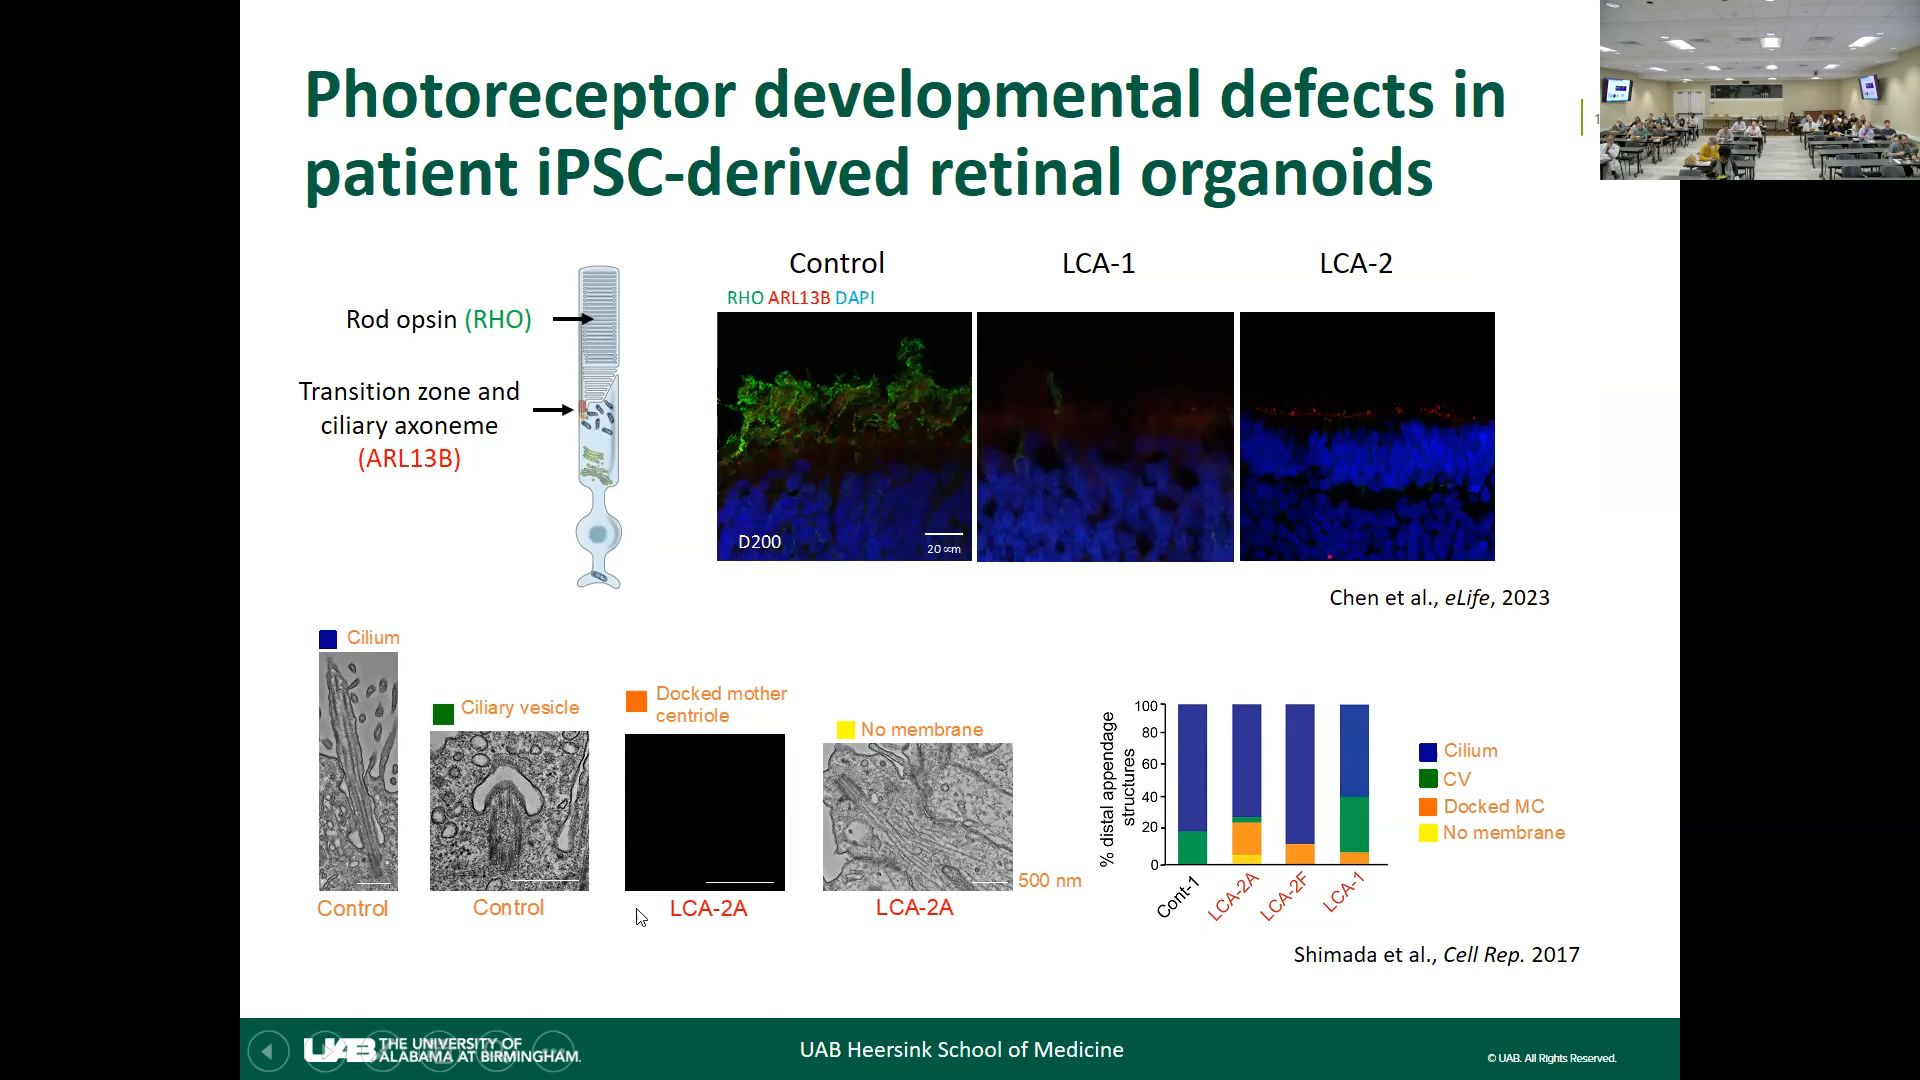 Photoreceptor developmental defects in
patient iPSC-derived retinal organoids
1
Control
LCA-1
LCA-2
RHO ARL13B DAPI
Rod opsin (RHO)
Transition zone and
ciliary axoneme
(ARL13B)
D200
20 ∝m
Chen et al., eLife, 2023
Cilium
Ciliary vesicle
Docked mother
centriole
No membrane
Control
Control
LCA-2A
LCA-2A
500 nm
% distal appendage
structures
100
80
60
40
20
0
Cont-1
LCA-2A
LCA-2F
LCA-1
Cilium
CV
Docked MC
No membrane
Shimada et al., Cell Rep. 2017
UAB THE UNIVERSITY OF
ALABAMA AT BIRMINGHAM.
UAB Heersink School of Medicine
© UAB. All Rights Reserved.